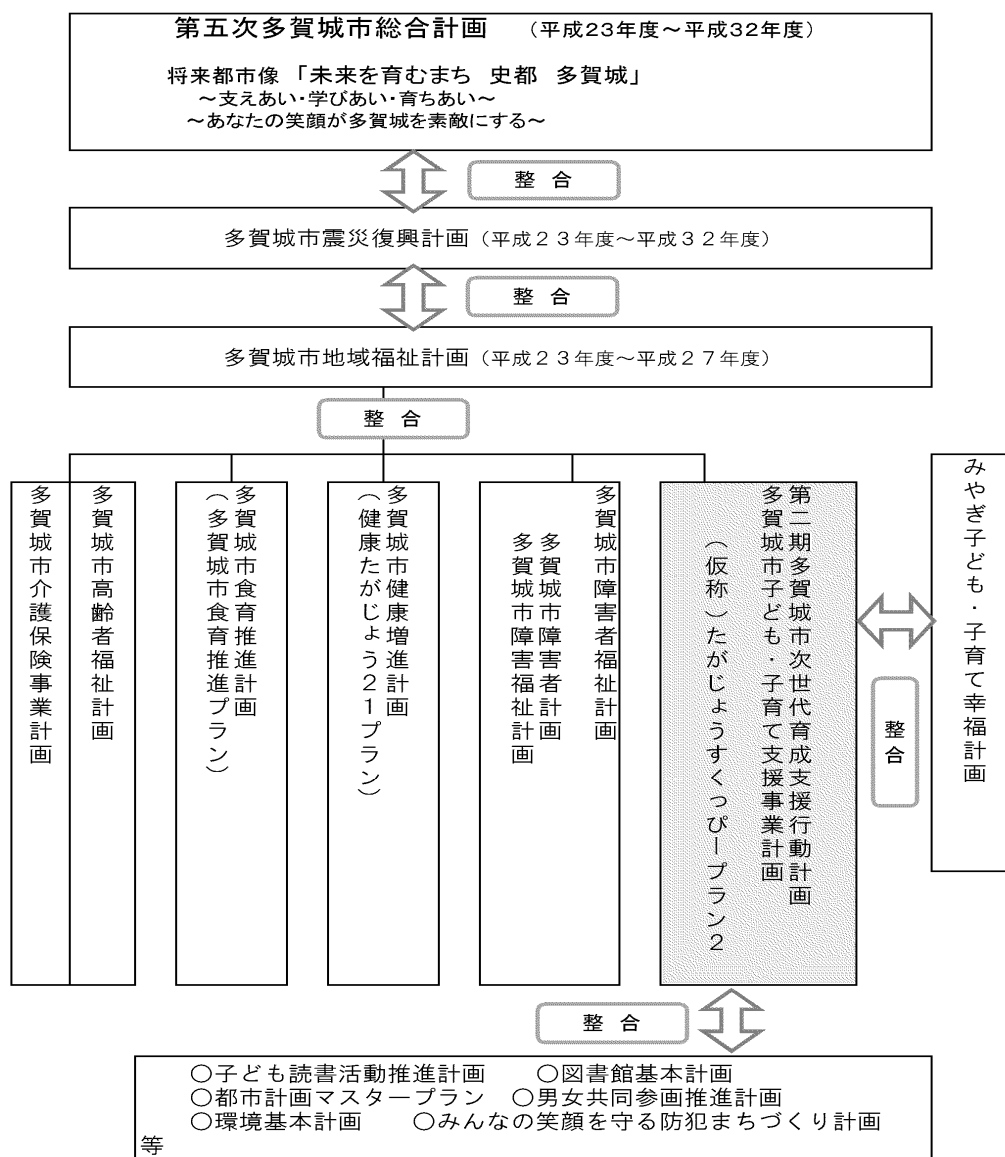 第五次多賀城市総合計画　（平成23年度～平成32年度）
将来都市像 「未来を育むまち 史都 多賀城」
～支えあい・学びあい・育ちあい～
～あなたの笑顔が多賀城を素敵にする～
整 合
多賀城市震災復興計画（平成２３年度～平成３２年度）
整 合
多賀城市地域福祉計画（平成２３年度～平成２７年度）
整 合
多賀城市高齢者福祉計画
多賀城市介護保険事業計画
多賀城市食育推進計画
（多賀城市食育推進プラン）
多賀城市健康増進計画
（健康たがじょう２１プラン）
多賀城市障害者福祉計画
多賀城市障害者計画
多賀城市障害福祉計画
第二期多賀城市次世代育成支援行動計画
多賀城市子ども・子育て支援事業計画
（仮称）たがじょうすくっぴープラン２
整合
みやぎ子ども・子育て幸福計画
整 合
○子ども読書活動推進計画　○図書館基本計画
○都市計画マスタープラン　○男女共同参画推進計画
○環境基本計画　○みんなの笑顔を守る防犯まちづくり計画
等